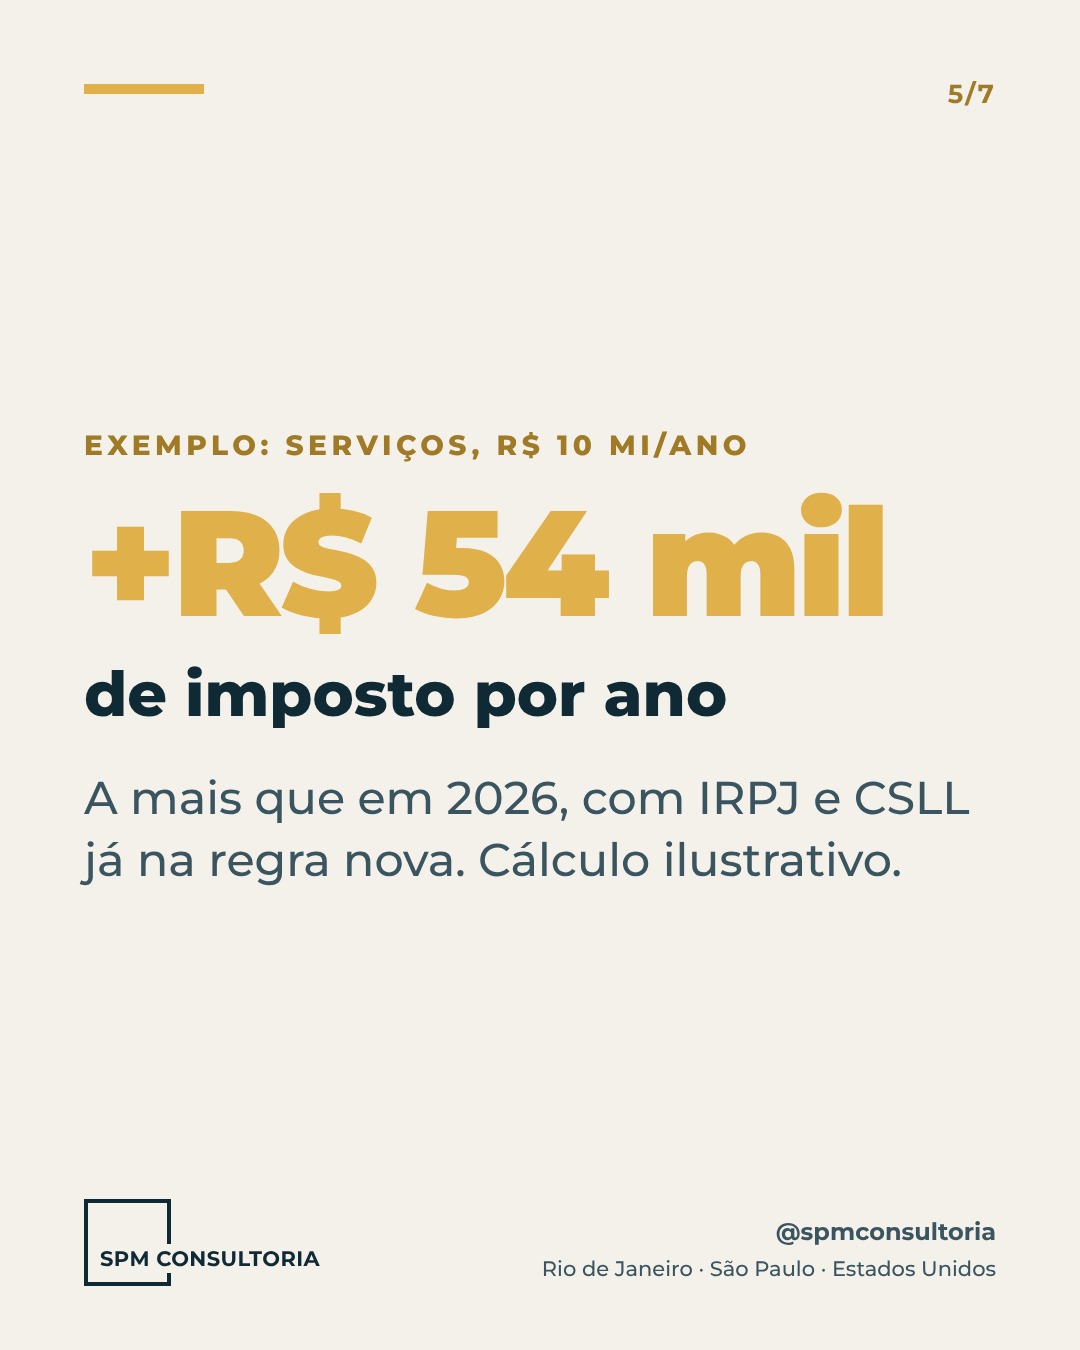 5/7
EXEMPLO: SERVIÇOS, R$ 10 MI/ANO
+R$ 54 mil
de imposto por ano
A mais que em 2026, com IRPJ e CSLL
já na regra nova. Cálculo ilustrativo.
SPM CONSULTORIA
@spmconsultoria
Rio de Janeiro · São Paulo · Estados Unidos